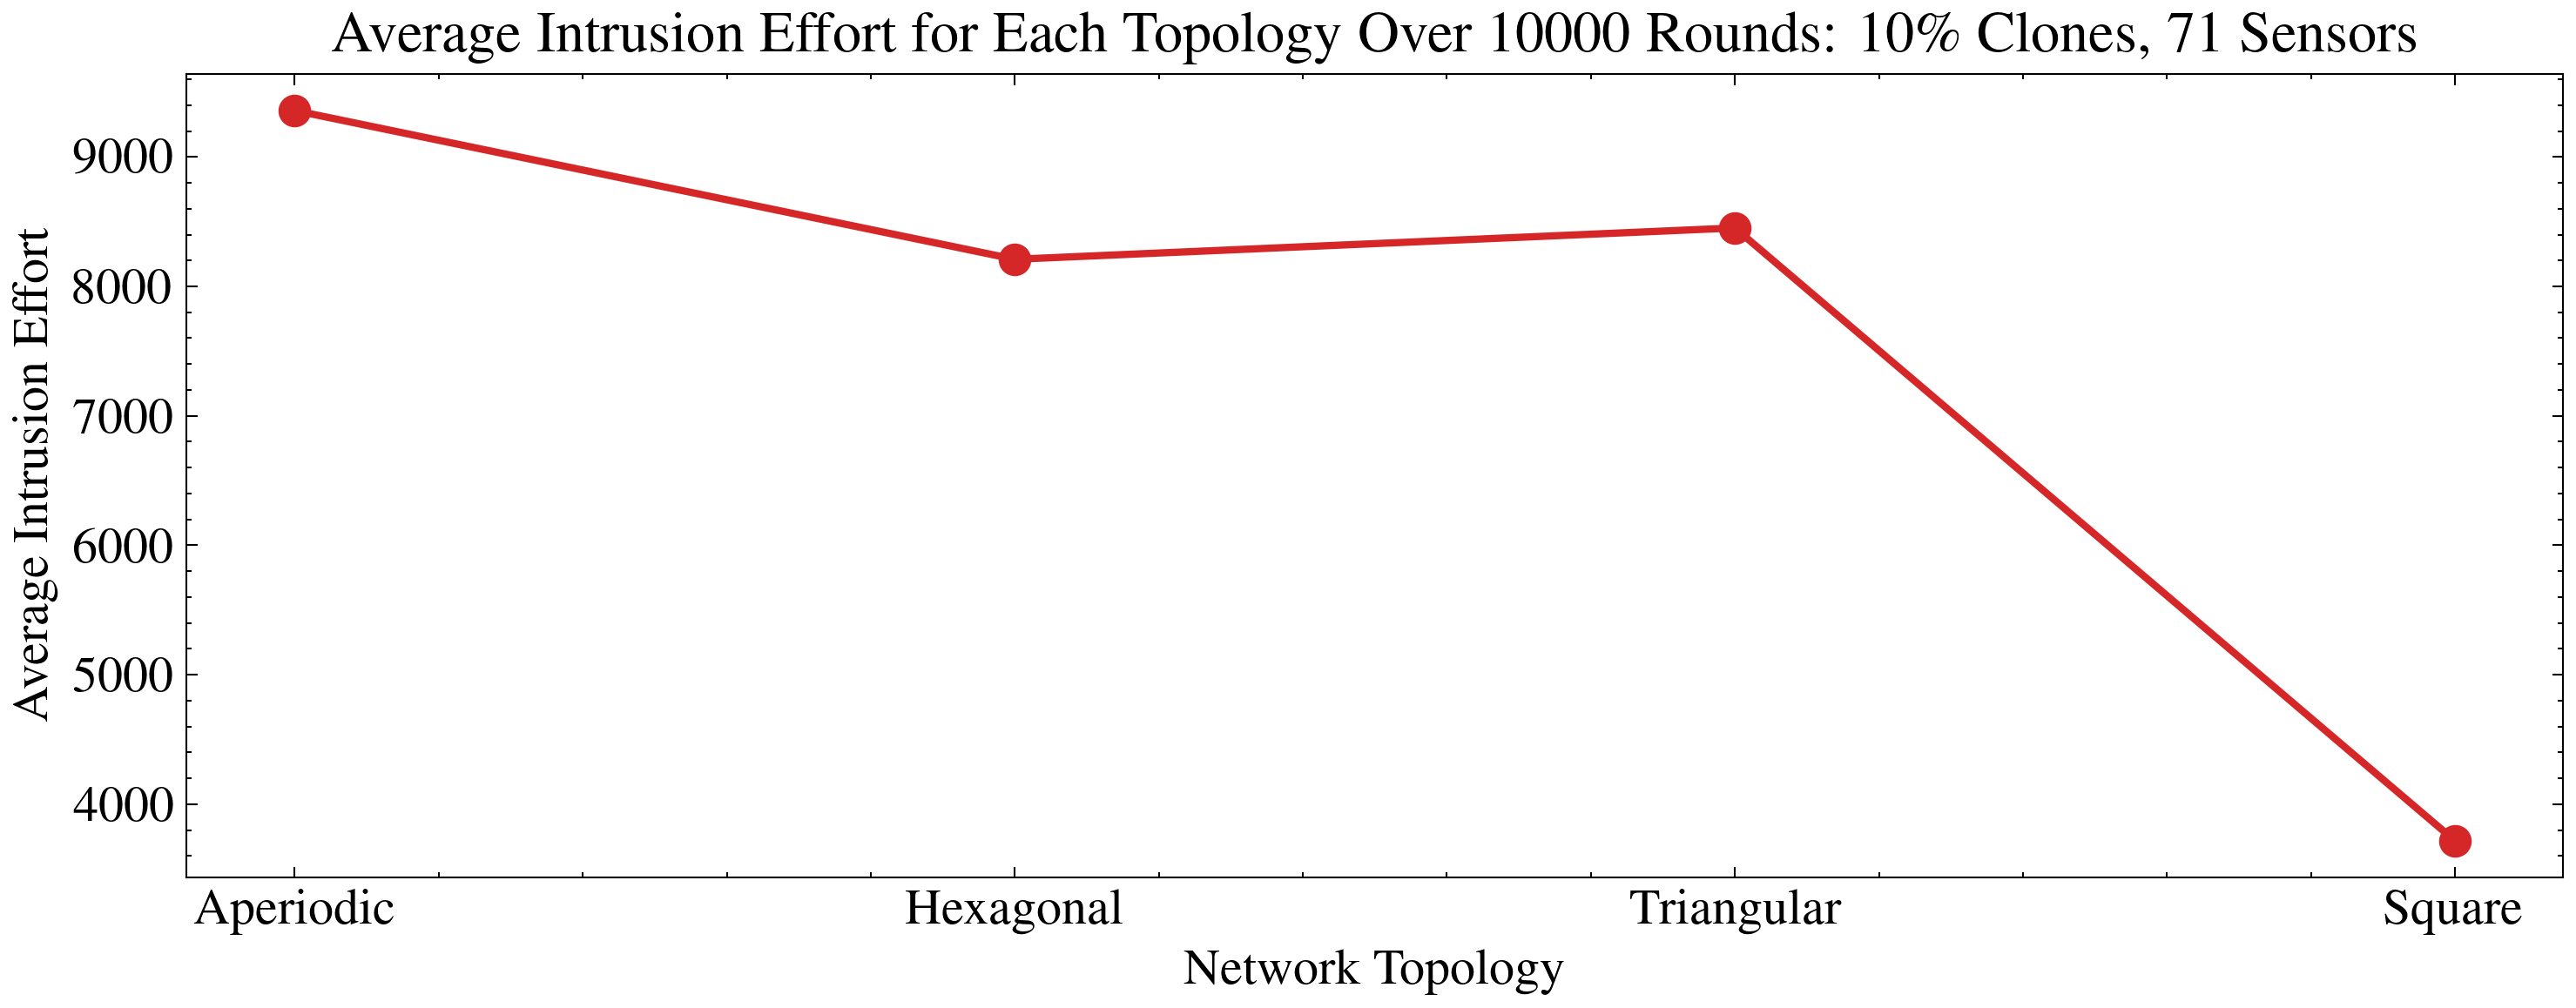 Average Intrusion Effort for Each Topology Over 10000 Rounds: 10% Clones, 71 Sensors
Average Intrusion Effort
9000
8000
7000
6000
5000
4000
Aperiodic Hexagonal Triangular Square
Network Topology